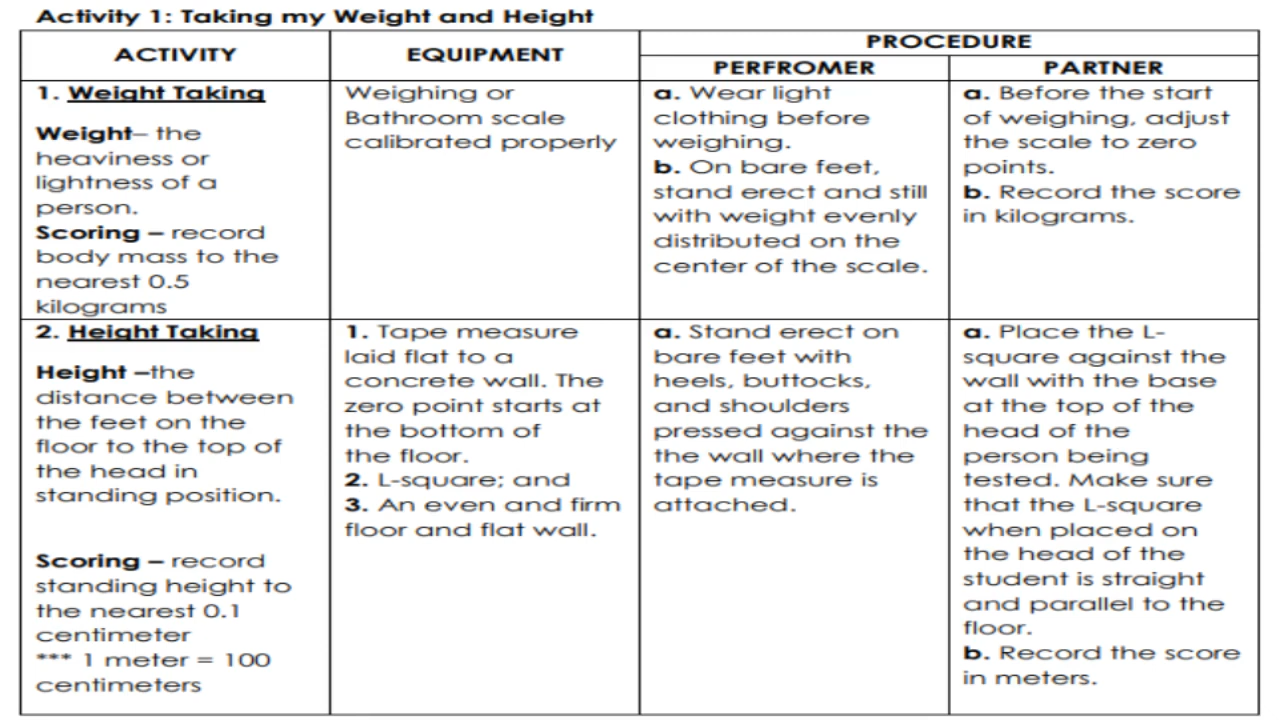 Activity 1: Taking my Weight and Height
ACTIVITY
EQUIPMENT
PROCEDURE
PERFROMER
PARTNER
1. Weight Taking
Weight– the
heaviness or
lightness of a
person.
Scoring – record
body mass to the
nearest 0.5
kilograms
Weighing or
Bathroom scale
calibrated properly
a. Wear light
clothing before
weighing.
b. On bare feet,
stand erect and still
with weight evenly
distributed on the
center of the scale.
a. Before the start
of weighing, adjust
the scale to zero
points.
b. Record the score
in kilograms.
2. Height Taking
Height –the
distance between
the feet on the
floor to the top of
the head in
standing position.
Scoring – record
standing height to
the nearest 0.1
centimeter
*** 1 meter = 100
centimeters
1. Tape measure
laid flat to a
concrete wall. The
zero point starts at
the bottom of
the floor.
2. L-square; and
3. An even and firm
floor and flat wall.
a. Stand erect on
bare feet with
heels, buttocks,
and shoulders
pressed against the
the wall where the
tape measure is
attached.
a. Place the L-
square against the
wall with the base
at the top of the
head of the
person being
tested. Make sure
that the L-square
when placed on
the head of the
student is straight
and parallel to the
floor.
b. Record the score
in meters.